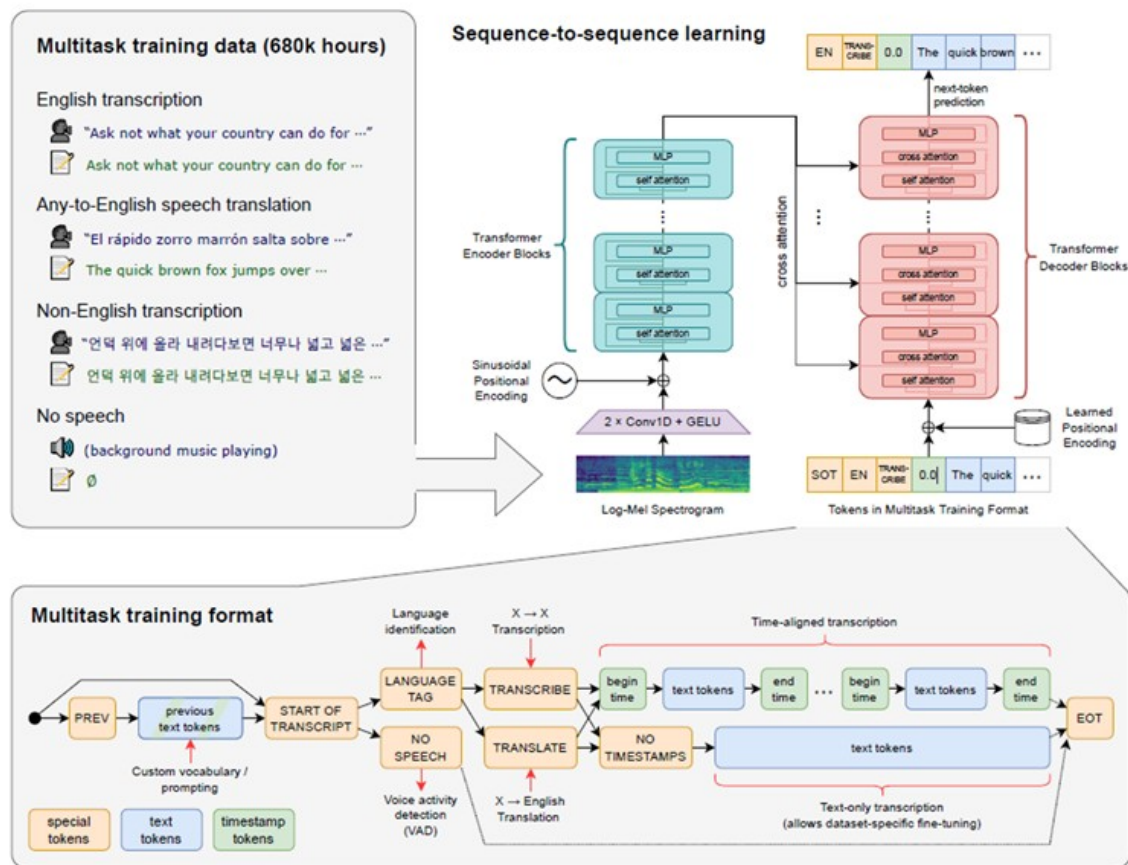 Multitask training data (680k hours)
English transcription
“Ask not what your country can do for ⋯”
Ask not what your country can do for ⋯
Any-to-English speech translation
“El rápido zorro marrón salta sobre ⋯”
The quick brown fox jumps over ⋯
Non-English transcription
“언덕 위에 올라 내려다보면 너무나 넓고 넓은 ⋯”
언덕 위에 올라 내려다보면 너무나 넓고 넓은 ⋯
No speech
(background music playing)
∅
Sequence-to-sequence learning
EN TRANS-CRIBE 0.0 The quick brown ⋯
next-token
prediction
MLP
self attention
MLP
self attention
MLP
self attention
Transformer
Encoder Blocks
cross attention
MLP
cross attention
self attention
MLP
cross attention
self attention
MLP
cross attention
self attention
Transformer
Decoder Blocks
Sinusoidal
Positional
Encoding
~
2 × Conv1D + GELU
Log-Mel Spectrogram
Learned
Positional
Encoding
SOT EN TRANS-CRIBE 0.0 The quick ⋯
Tokens in Multitask Training Format
Multitask training format
Language
identification
X → X
Transcription
Time-aligned transcription
PREV
previous
text tokens
START OF
TRANSCRIPT
LANGUAGE
TAG
TRANSCRIBE
begin
time
text tokens
end
time
⋯
begin
time
text tokens
end
time
NO
SPEECH
TRANSLATE
NO
TIMESTAMPS
text tokens
EOT
Custom vocabulary /
prompting
Voice activity
detection
(VAD)
X → English
Translation
Text-only transcription
(allows dataset-specific fine-tuning)
special
tokens
text
tokens
timestamp
tokens